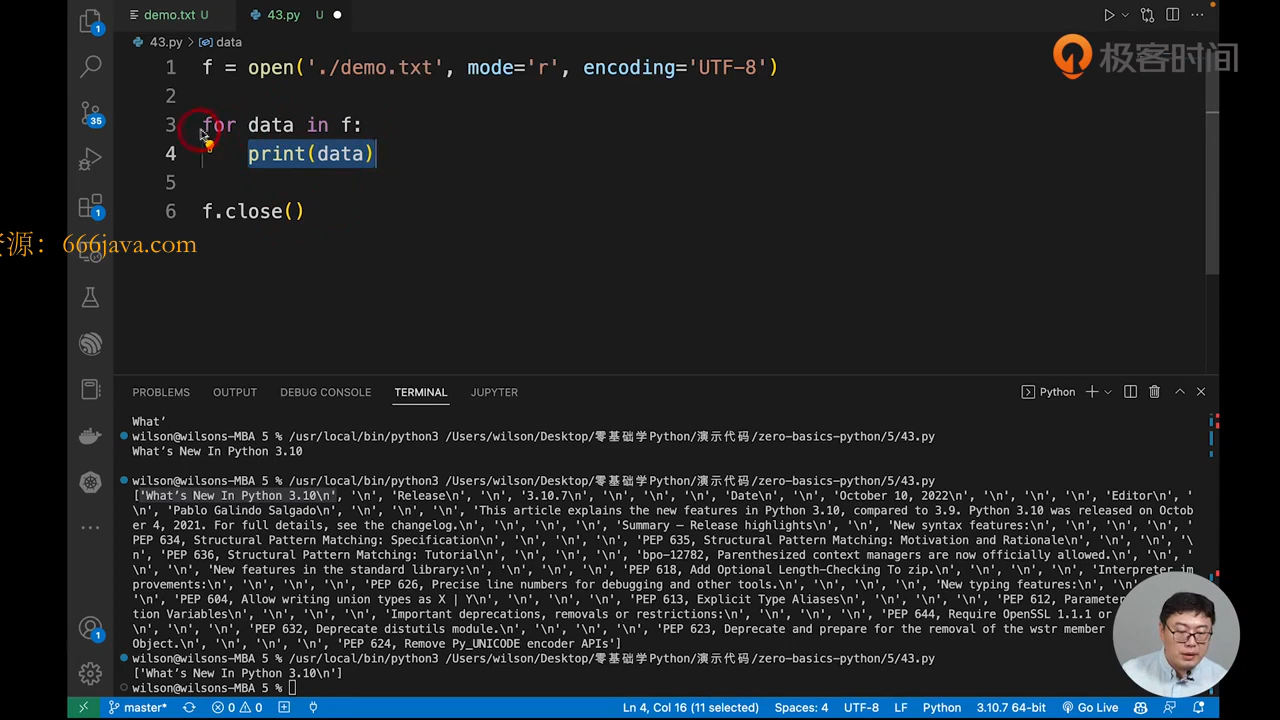 demo.txt U
43.py U
极客时间
43.py > data
1 f = open('./demo.txt', mode='r', encoding='UTF-8')
2
3 for data in f:
4 print(data)
5
6 f.close()
源：666java.com
1
35
1
1
PROBLEMS OUTPUT DEBUG CONSOLE TERMINAL JUPYTER
Python
What’
wilson@wilsons-MBA 5 % /usr/local/bin/python3 /Users/wilson/Desktop/零基础学Python/演示代码/zero-basics-python/5/43.py
What’s New In Python 3.10
wilson@wilsons-MBA 5 % /usr/local/bin/python3 /Users/wilson/Desktop/零基础学Python/演示代码/zero-basics-python/5/43.py
['What’s New In Python 3.10\n', '\n', 'Release\n', '\n', '3.10.7\n', '\n', '\n', '\n', 'Date\n', '\n', 'October 10, 2022\n', '\n', '\n', '\n', 'Editor\n', '
\n', 'Pablo Galindo Salgado\n', '\n', '\n', '\n', 'This article explains the new features in Python 3.10, compared to 3.9. Python 3.10 was released on Octob
er 4, 2021. For full details, see the changelog.\n', '\n', '\n', 'Summary – Release highlights\n', '\n', 'New syntax features:\n', '\n', '\n', '\n',
PEP 634, Structural Pattern Matching: Specification\n', '\n', '\n', '\n', 'PEP 635, Structural Pattern Matching: Motivation and Rationale\n', '\n', '\n', '\
n', 'PEP 636, Structural Pattern Matching: Tutorial\n', '\n', '\n', '\n', 'bpo-12782, Parenthesized context managers are now officially allowed.\n', '\n',
'\n', 'New features in the standard library:\n', '\n', '\n', '\n', 'PEP 618, Add Optional Length-Checking To zip.\n', '\n', '\n', 'Interpreter im
provements:\n', '\n', '\n', 'PEP 626, Precise line numbers for debugging and other tools.\n', '\n', '\n', '\n', 'New typing features:\n', '\n',
'\n', 'PEP 604, Allow writing union types as X | Y\n', '\n', '\n', '\n', 'PEP 613, Explicit Type Aliases\n', '\n', '\n', '\n', 'PEP 612, Parameter
tion Variables\n', '\n', '\n', '\n', 'Important deprecations, removals or restrictions:\n', '\n', '\n', '\n', 'PEP 644, Require OpenSSL 1.1.1 or
\n', '\n', '\n', 'PEP 632, Deprecate distutils module.\n', '\n', '\n', '\n', 'PEP 623, Deprecate and prepare for the removal of the wstr member
Object.\n', '\n', '\n', '\n', 'PEP 624, Remove Py_UNICODE encoder APIs']
wilson@wilsons-MBA 5 % /usr/local/bin/python3 /Users/wilson/Desktop/零基础学Python/演示代码/zero-basics-python/5/43.py
['What’s New In Python 3.10\n']
wilson@wilsons-MBA 5 %
master* 0 0 Ln 4, Col 16 (11 selected) Spaces: 4 UTF-8 LF Python 3.10.7 64-bit Go Live